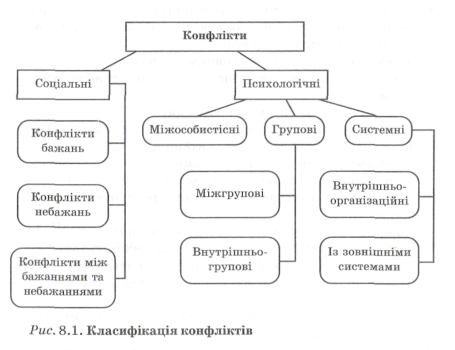 Конфлікти
Соціальні
Психологічні
Конфлікти
бажань
Конфлікти
небажань
Конфлікти між
бажаннями та
небажаннями
Міжособистісні
Групові
Системні
Міжгрупові
Внутрішньо-
групові
Внутрішньо-
організаційні
Із зовнішніми
системами
Рис. 8.1. Класифікація конфліктів